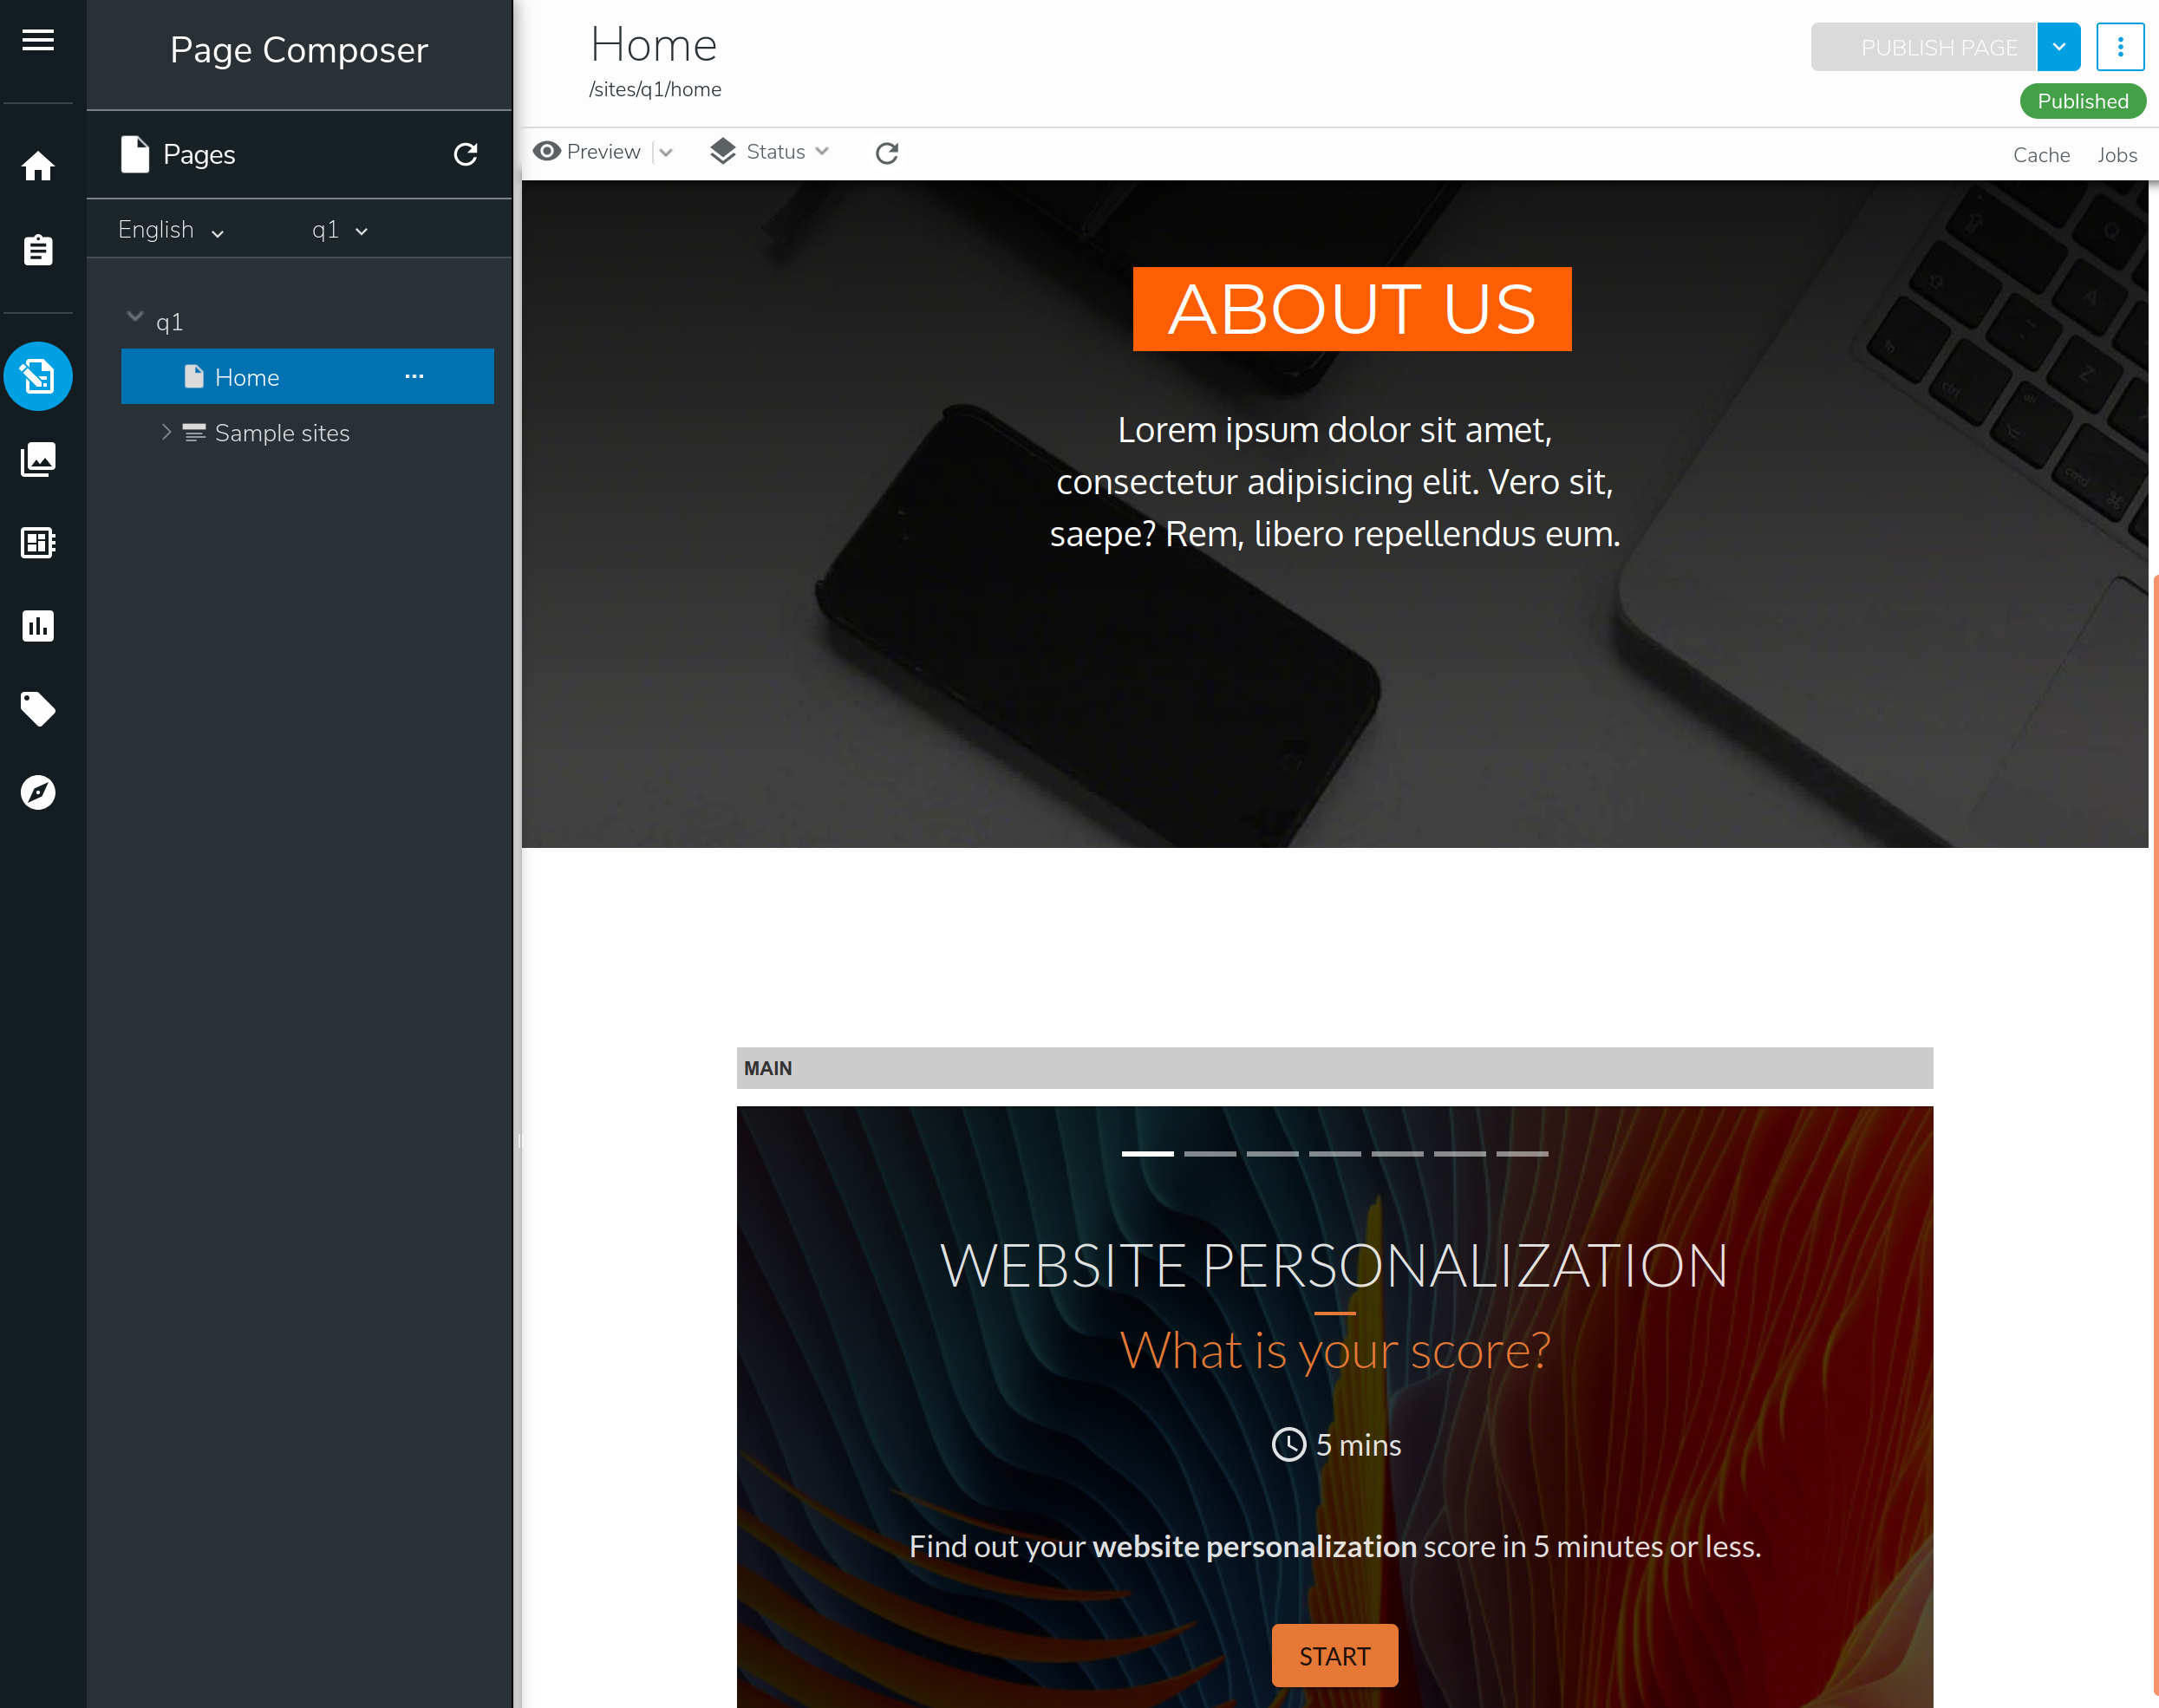 Page Composer
Pages
English
q1
q1
Home
Sample sites
Home
/sites/q1/home
PUBLISH PAGE
Published
Preview
Status
Cache
Jobs
ABOUT US
Lorem ipsum dolor sit amet,
consectetur adipisicing elit. Vero sit,
saepe? Rem, libero repellendus eum.
Q
A
Z
fn
ctrl
cmd
MAIN
WEBSITE PERSONALIZATION
What is your score?
5 mins
Find out your website personalization score in 5 minutes or less.
START